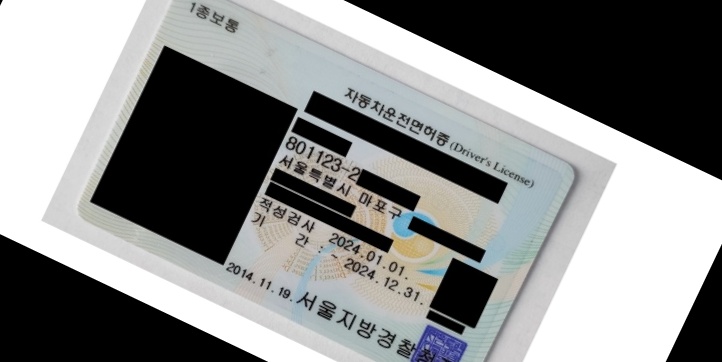 1종보통
자동차운전면허증 (Driver's License)
801123-2
서울특별시 마포구
적성검사 2024.01.01.
기 간 : ~ 2024.12.31.
2014.11.19. 서울지방경찰